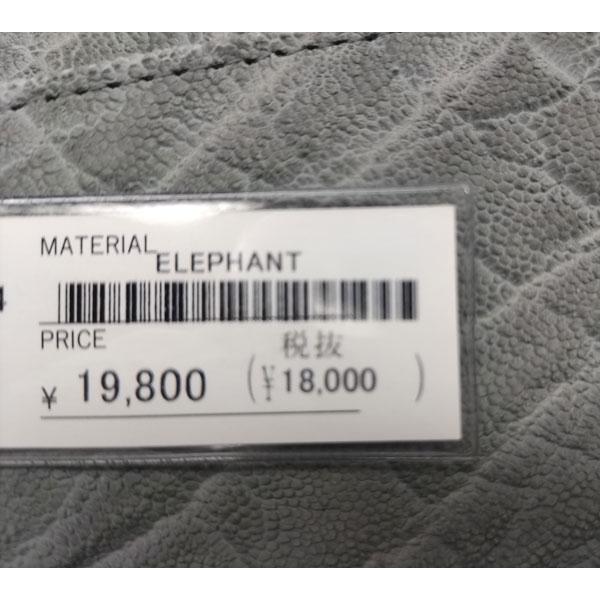 MATERIAL ELEPHANT
PRICE 税抜
¥ 19,800 (¥18,000 )